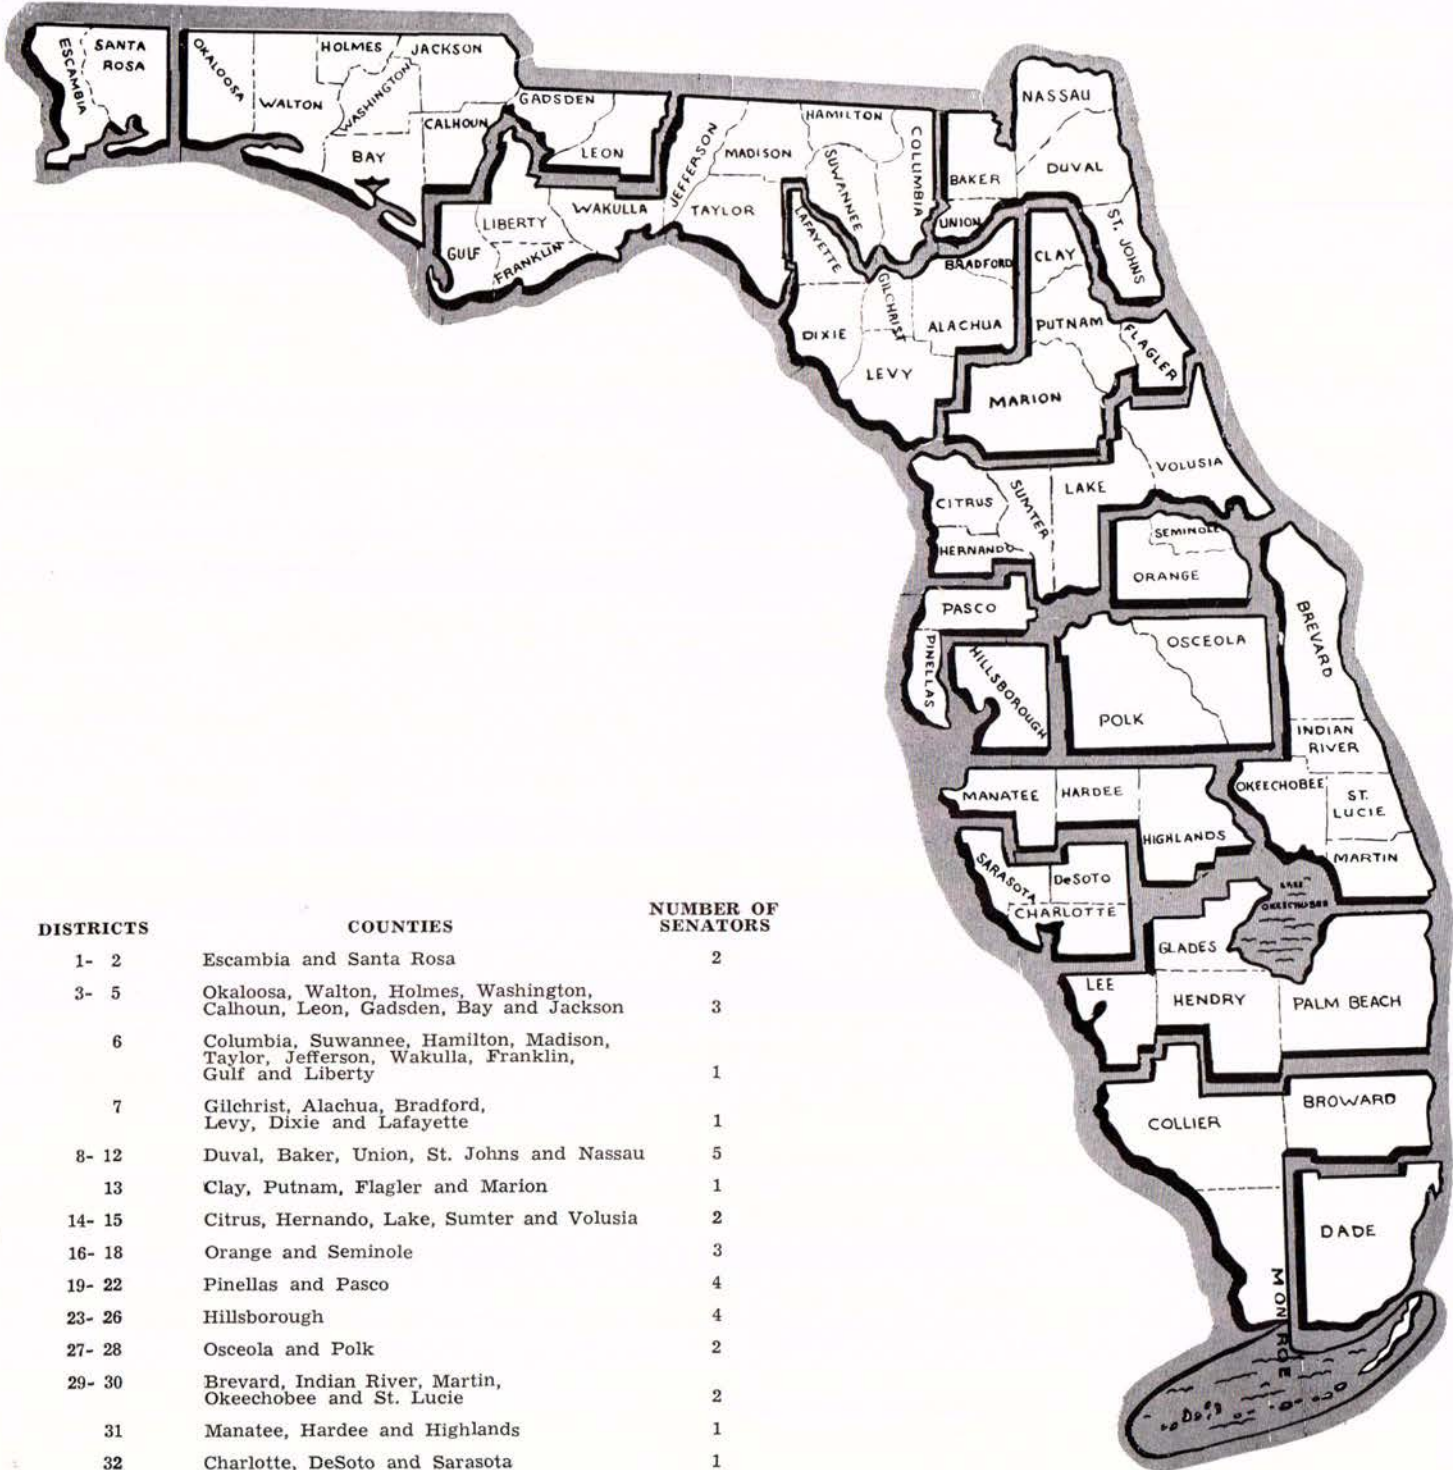 ESCAMBIA
SANTA
ROSA
OKALOOSA
WALTON
HOLMES
WASHINGTON
JACKSON
BAY
CALHOUN
GADSDEN
LEON
GULF
LIBERTY
FRANKLIN
WAKULLA
JEFFERSON
MADISON
TAYLOR
HAMILTON
SUWANNEE
COLUMBIA
LAFAYETTE
DIXIE
GILCHRIST
LEVY
ALACHUA
BRADFORD
UNION
BAKER
NASSAU
DUVAL
ST. JOHNS
CLAY
PUTNAM
FLAGLER
MARION
VOLUSIA
CITRUS
SUMTER
LAKE
HERNANDO
SEMINOLE
ORANGE
PASCO
PINELLAS
HILLSBOROUGH
OSCEOLA
POLK
BREVARD
INDIAN
RIVER
OKEECHOBEE
ST.
LUCIE
MARTIN
MANATEE
HARDEE
HIGHLANDS
SARASOTA
DeSOTO
CHARLOTTE
LAKE
OKEECHOBEE
GLADES
LEE
HENDRY
PALM BEACH
COLLIER
BROWARD
DADE
MONROE
DISTRICTS COUNTIES NUMBER OF
SENATORS
1- 2 Escambia and Santa Rosa 2
3- 5 Okaloosa, Walton, Holmes, Washington,
Calhoun, Leon, Gadsden, Bay and Jackson 3
6 Columbia, Suwannee, Hamilton, Madison,
Taylor, Jefferson, Wakulla, Franklin,
Gulf and Liberty 1
7 Gilchrist, Alachua, Bradford,
Levy, Dixie and Lafayette 1
8- 12 Duval, Baker, Union, St. Johns and Nassau 5
13 Clay, Putnam, Flagler and Marion 1
14- 15 Citrus, Hernando, Lake, Sumter and Volusia 2
16- 18 Orange and Seminole 3
19- 22 Pinellas and Pasco 4
23- 26 Hillsborough 4
27- 28 Osceola and Polk 2
29- 30 Brevard, Indian River, Martin,
Okeechobee and St. Lucie 2
31 Manatee, Hardee and Highlands 1
32 Charlotte, DeSoto and Sarasota 1